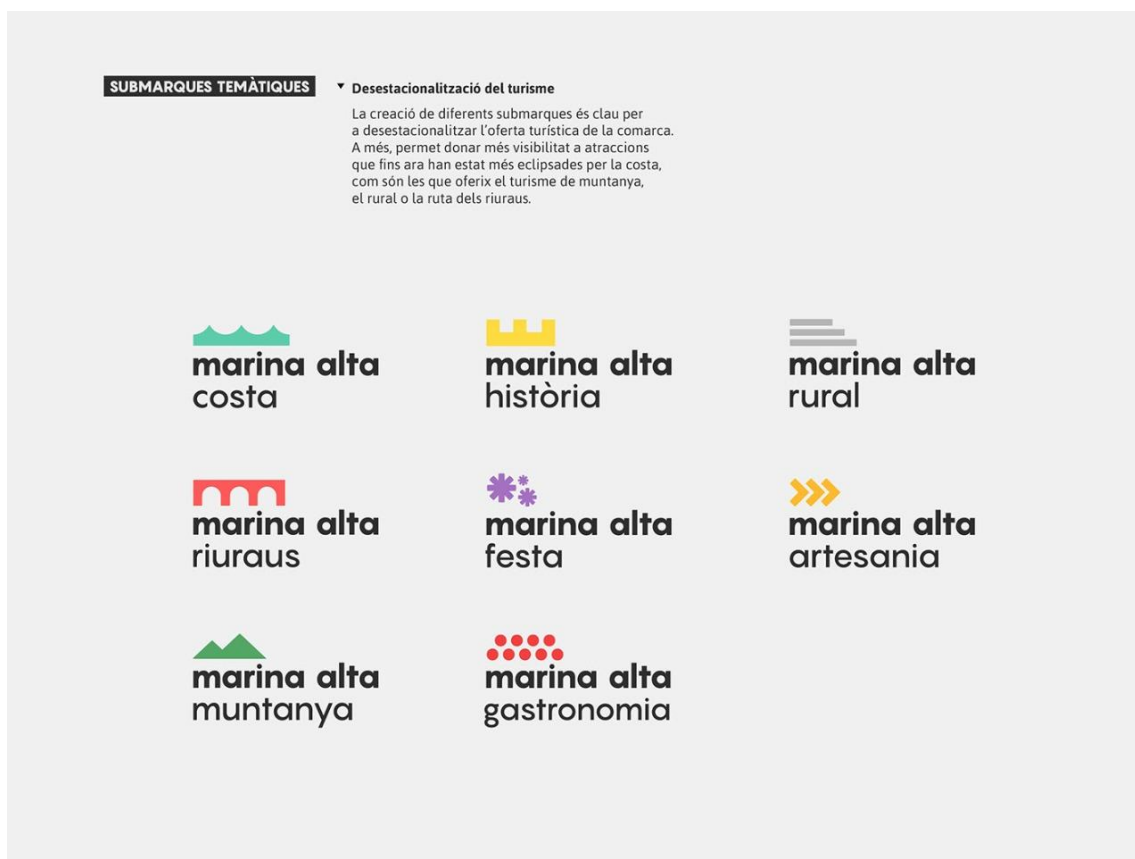 SUBMARQUES TEMÀTIQUES
Desestacionalització del turisme
La creació de diferents submarques és clau per
a desestacionalitzar l’oferta turística de la comarca.
A més, permet donar més visibilitat a atraccions
que fins ara han estat més eclipsades per la costa,
com són les que oferix el turisme de muntanya,
el rural o la ruta dels riuraus.
marina alta
costa
marina alta
història
marina alta
rural
marina alta
riuraus
marina alta
festa
marina alta
artesania
marina alta
muntanya
marina alta
gastronomia